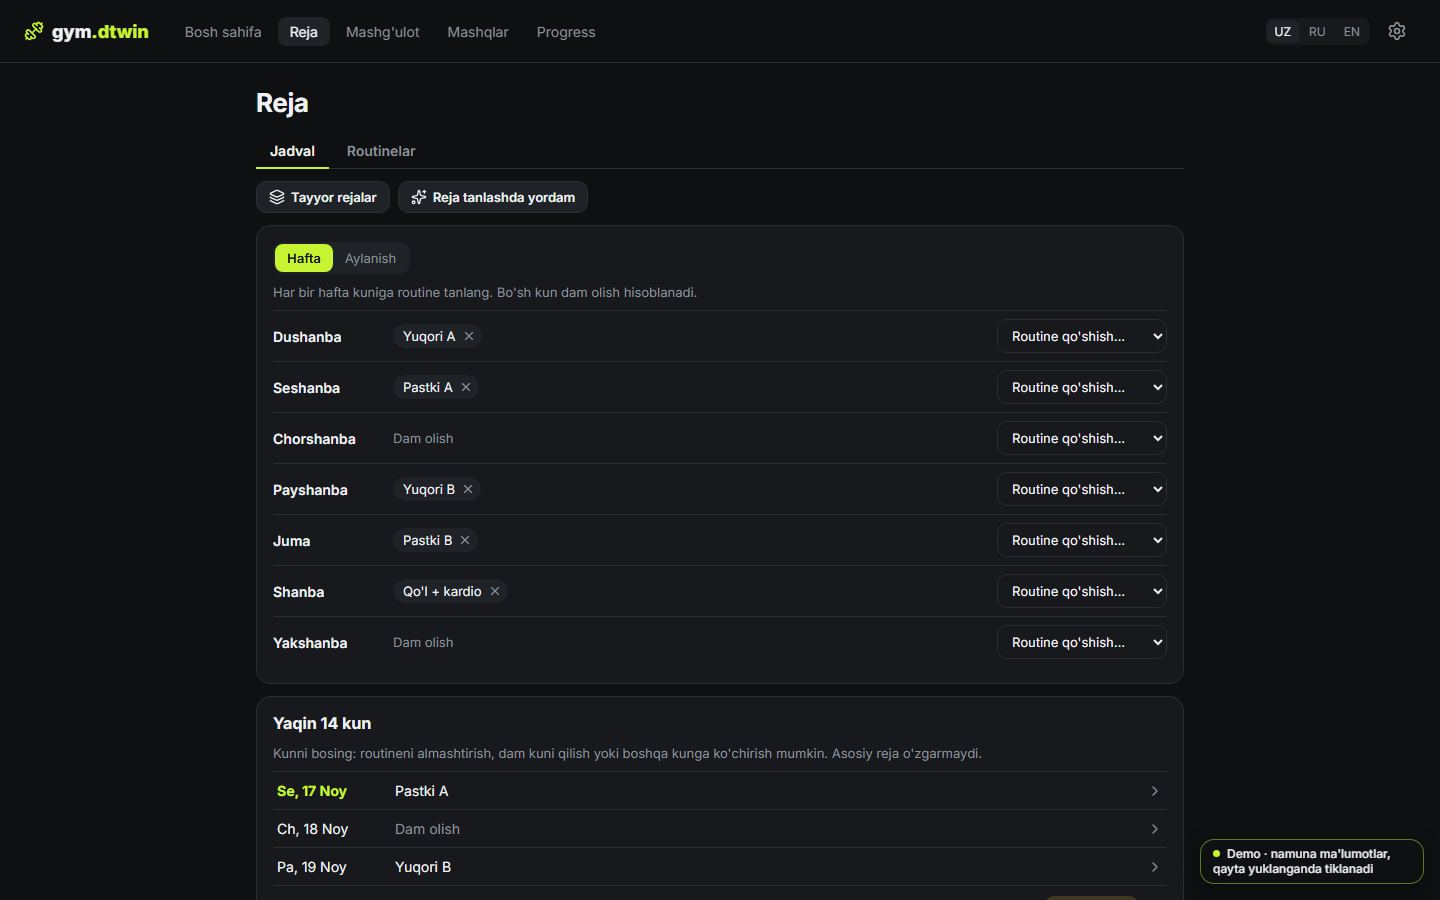 gym.dtwin Bosh sahifa Reja Mashg'ulot Mashqlar Progress UZ RU EN
Reja
Jadval Routinelar
Tayyor rejalar Reja tanlashda yordam
Hafta Aylanish
Har bir hafta kuniga routine tanlang. Bo'sh kun dam olish hisoblanadi.
Dushanba Yuqori A × Routine qo'shish...
Seshanba Pastki A × Routine qo'shish...
Chorshanba Dam olish Routine qo'shish...
Payshanba Yuqori B × Routine qo'shish...
Juma Pastki B × Routine qo'shish...
Shanba Qo'l + kardio × Routine qo'shish...
Yakshanba Dam olish Routine qo'shish...
Yaqin 14 kun
Kunni bosing: routineni almashtirish, dam kuni qilish yoki boshqa kunga ko'chirish mumkin. Asosiy reja o'zgarmaydi.
Se, 17 Noy Pastki A
Ch, 18 Noy Dam olish
Pa, 19 Noy Yuqori B
Demo · namuna ma'lumotlar,
qayta yuklanganda tiklanadi